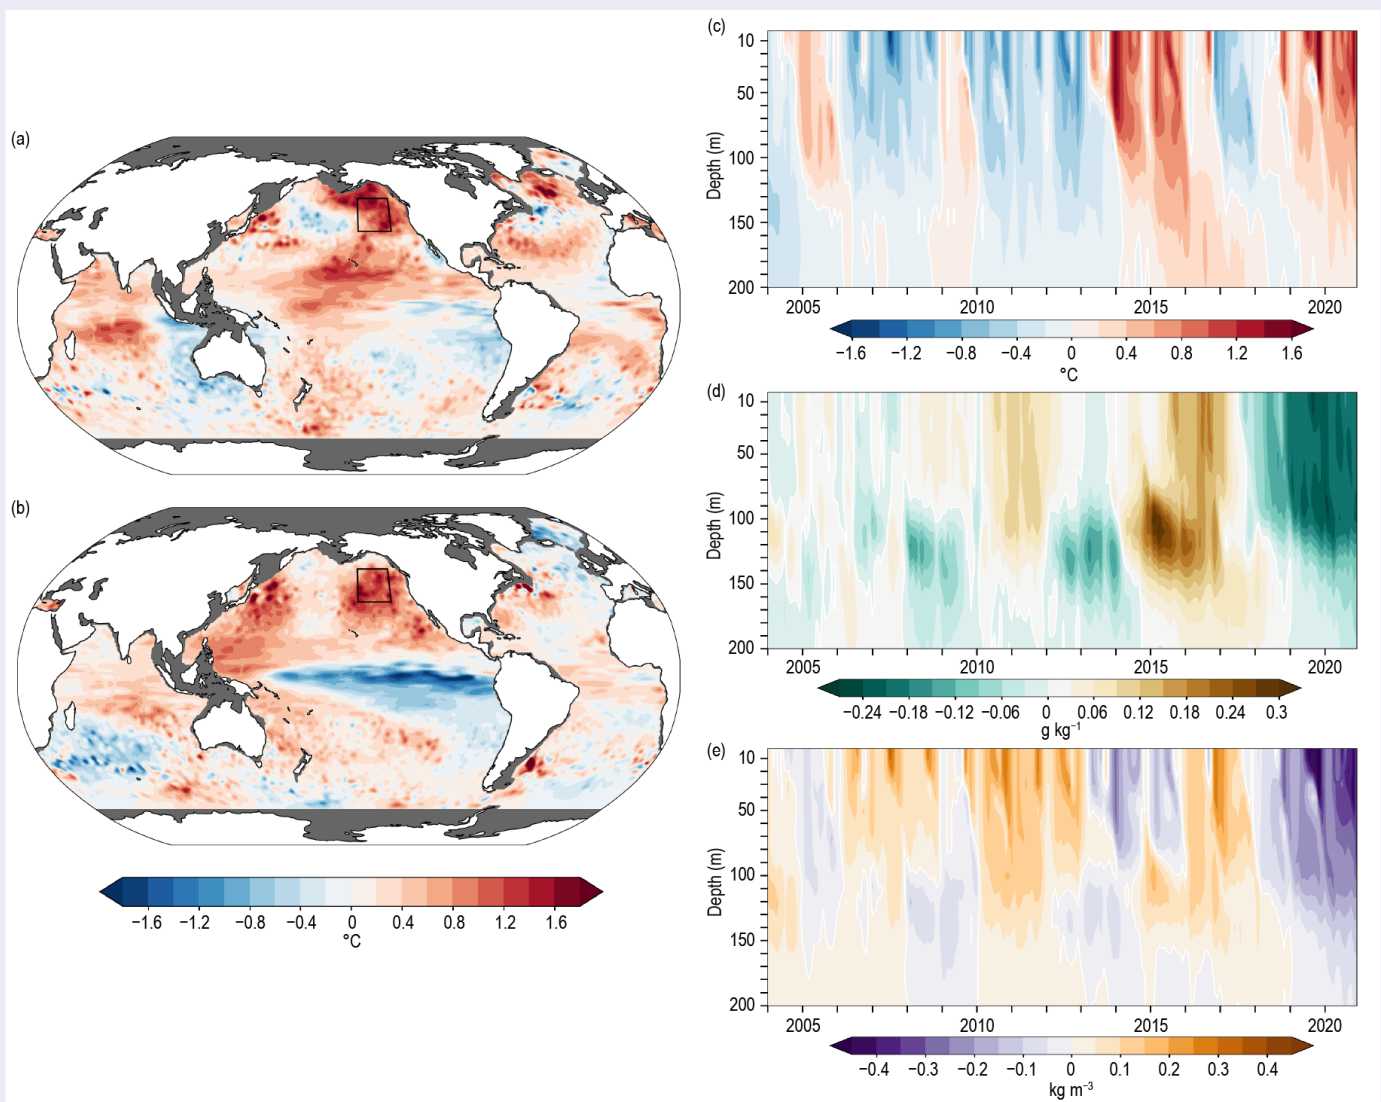 (a)
(b)
−1.6 −1.2 −0.8 −0.4 0 0.4 0.8 1.2 1.6
°C
(c)
10
50
100
150
200
Depth (m)
2005 2010 2015 2020
−1.6 −1.2 −0.8 −0.4 0 0.4 0.8 1.2 1.6
°C
(d)
10
50
100
150
200
Depth (m)
2005 2010 2015 2020
−0.24 −0.18 −0.12 −0.06 0 0.06 0.12 0.18 0.24 0.3
g kg⁻¹
(e)
10
50
100
150
200
Depth (m)
2005 2010 2015 2020
−0.4 −0.3 −0.2 −0.1 0 0.1 0.2 0.3 0.4
kg m⁻³